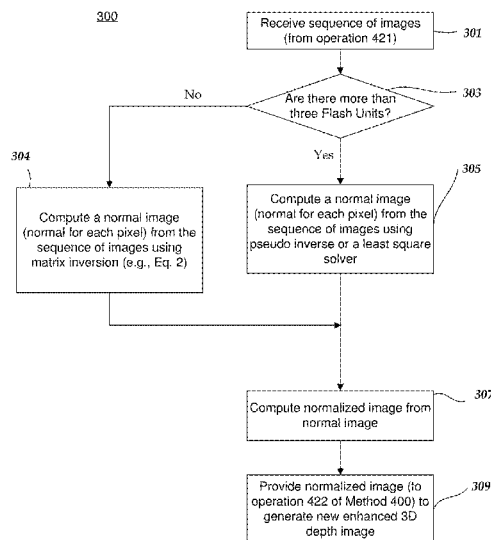 300
Receive sequence of images
(from operation 421)
301
303
Are there more than
three Flash Units?
No
Yes
304
Compute a normal image
(normal for each pixel) from the
sequence of images using
matrix inversion (e.g., Eq. 2)
305
Compute a normal image
(normal for each pixel) from the
sequence of images using
pseudo inverse or a least square
solver
307
Compute normalized image from
normal image
Provide normalized image (to
operation 422 of Method 400) to
generate new enhanced 3D
depth image
309